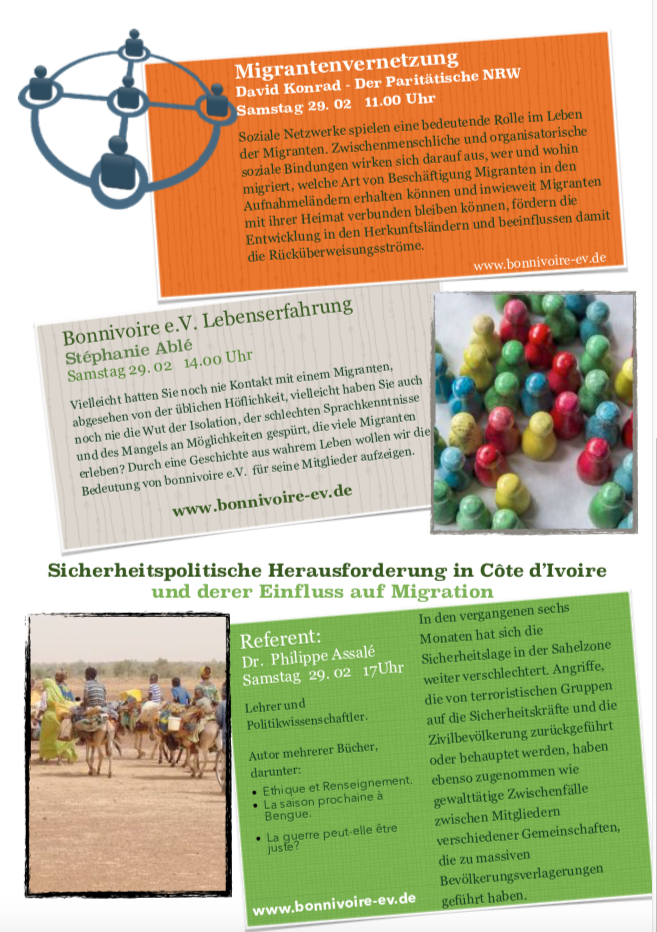 Migrantenvernetzung
David Konrad - Der Paritätische NRW
Samstag 29. 02 11.00 Uhr
Soziale Netzwerke spielen eine bedeutende Rolle im Leben
der Migranten. Zwischenmenschliche und organisatorische
soziale Bindungen wirken sich darauf aus, wer und wohin
migriert, welche Art von Beschäftigung Migranten in den
Aufnahmeländern erhalten können und inwieweit Migranten
mit ihrer Heimat verbunden bleiben können, fördern die
Entwicklung in den Herkunftsländern und beeinflussen damit
die Rücküberweisungsströme.
www.bonnivoire-ev.de
Bonnivoire e.V. Lebenserfahrung
Stéphanie Ablé
Samstag 29. 02 14.00 Uhr
Vielleicht hatten Sie noch nie Kontakt mit einem Migranten,
abgesehen von der üblichen Höflichkeit, vielleicht haben Sie auch
noch nie die Wut der Isolation, der schlechten Sprachkenntnisse
und des Mangels an Möglichkeiten gespürt, die viele Migranten
erleben? Durch eine Geschichte aus wahrem Leben wollen wir die
Bedeutung von bonnivoire e.V. für seine Mitglieder aufzeigen.
www.bonnivoire-ev.de
Sicherheitspolitische Herausforderung in Côte d'Ivoire
und derer Einfluss auf Migration
Referent:
Dr. Philippe Assalé
Samstag 29. 02 17Uhr
Lehrer und
Politikwissenschaftler.
Autor mehrerer Bücher,
darunter:
• Ethique et Renseignement.
• La saison prochaine à
Bengue.
• La guerre peut-elle être
juste?
www.bonnivoire-ev.de
In den vergangenen sechs
Monaten hat sich die
Sicherheitslage in der Sahelzone
weiter verschlechtert. Angriffe,
die von terroristischen Gruppen
auf die Sicherheitskräfte und die
Zivilbevölkerung zurückgeführt
oder behauptet werden, haben
ebenso zugenommen wie
gewalttätige Zwischenfälle
zwischen Mitgliedern
verschiedener Gemeinschaften,
die zu massiven
Bevölkerungsverlagerungen
geführt haben.